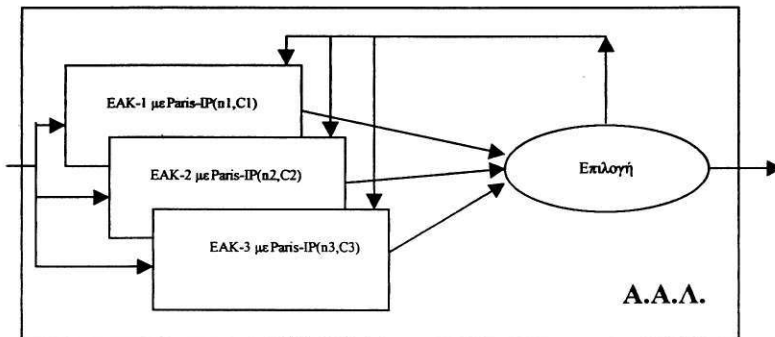 ΕΑΚ-1 με Paris-IP(n1,C1)
ΕΑΚ-2 με Paris-IP(n2,C2)
ΕΑΚ-3 με Paris-IP(n3,C3)
Επιλογή
Α.Α.Λ.